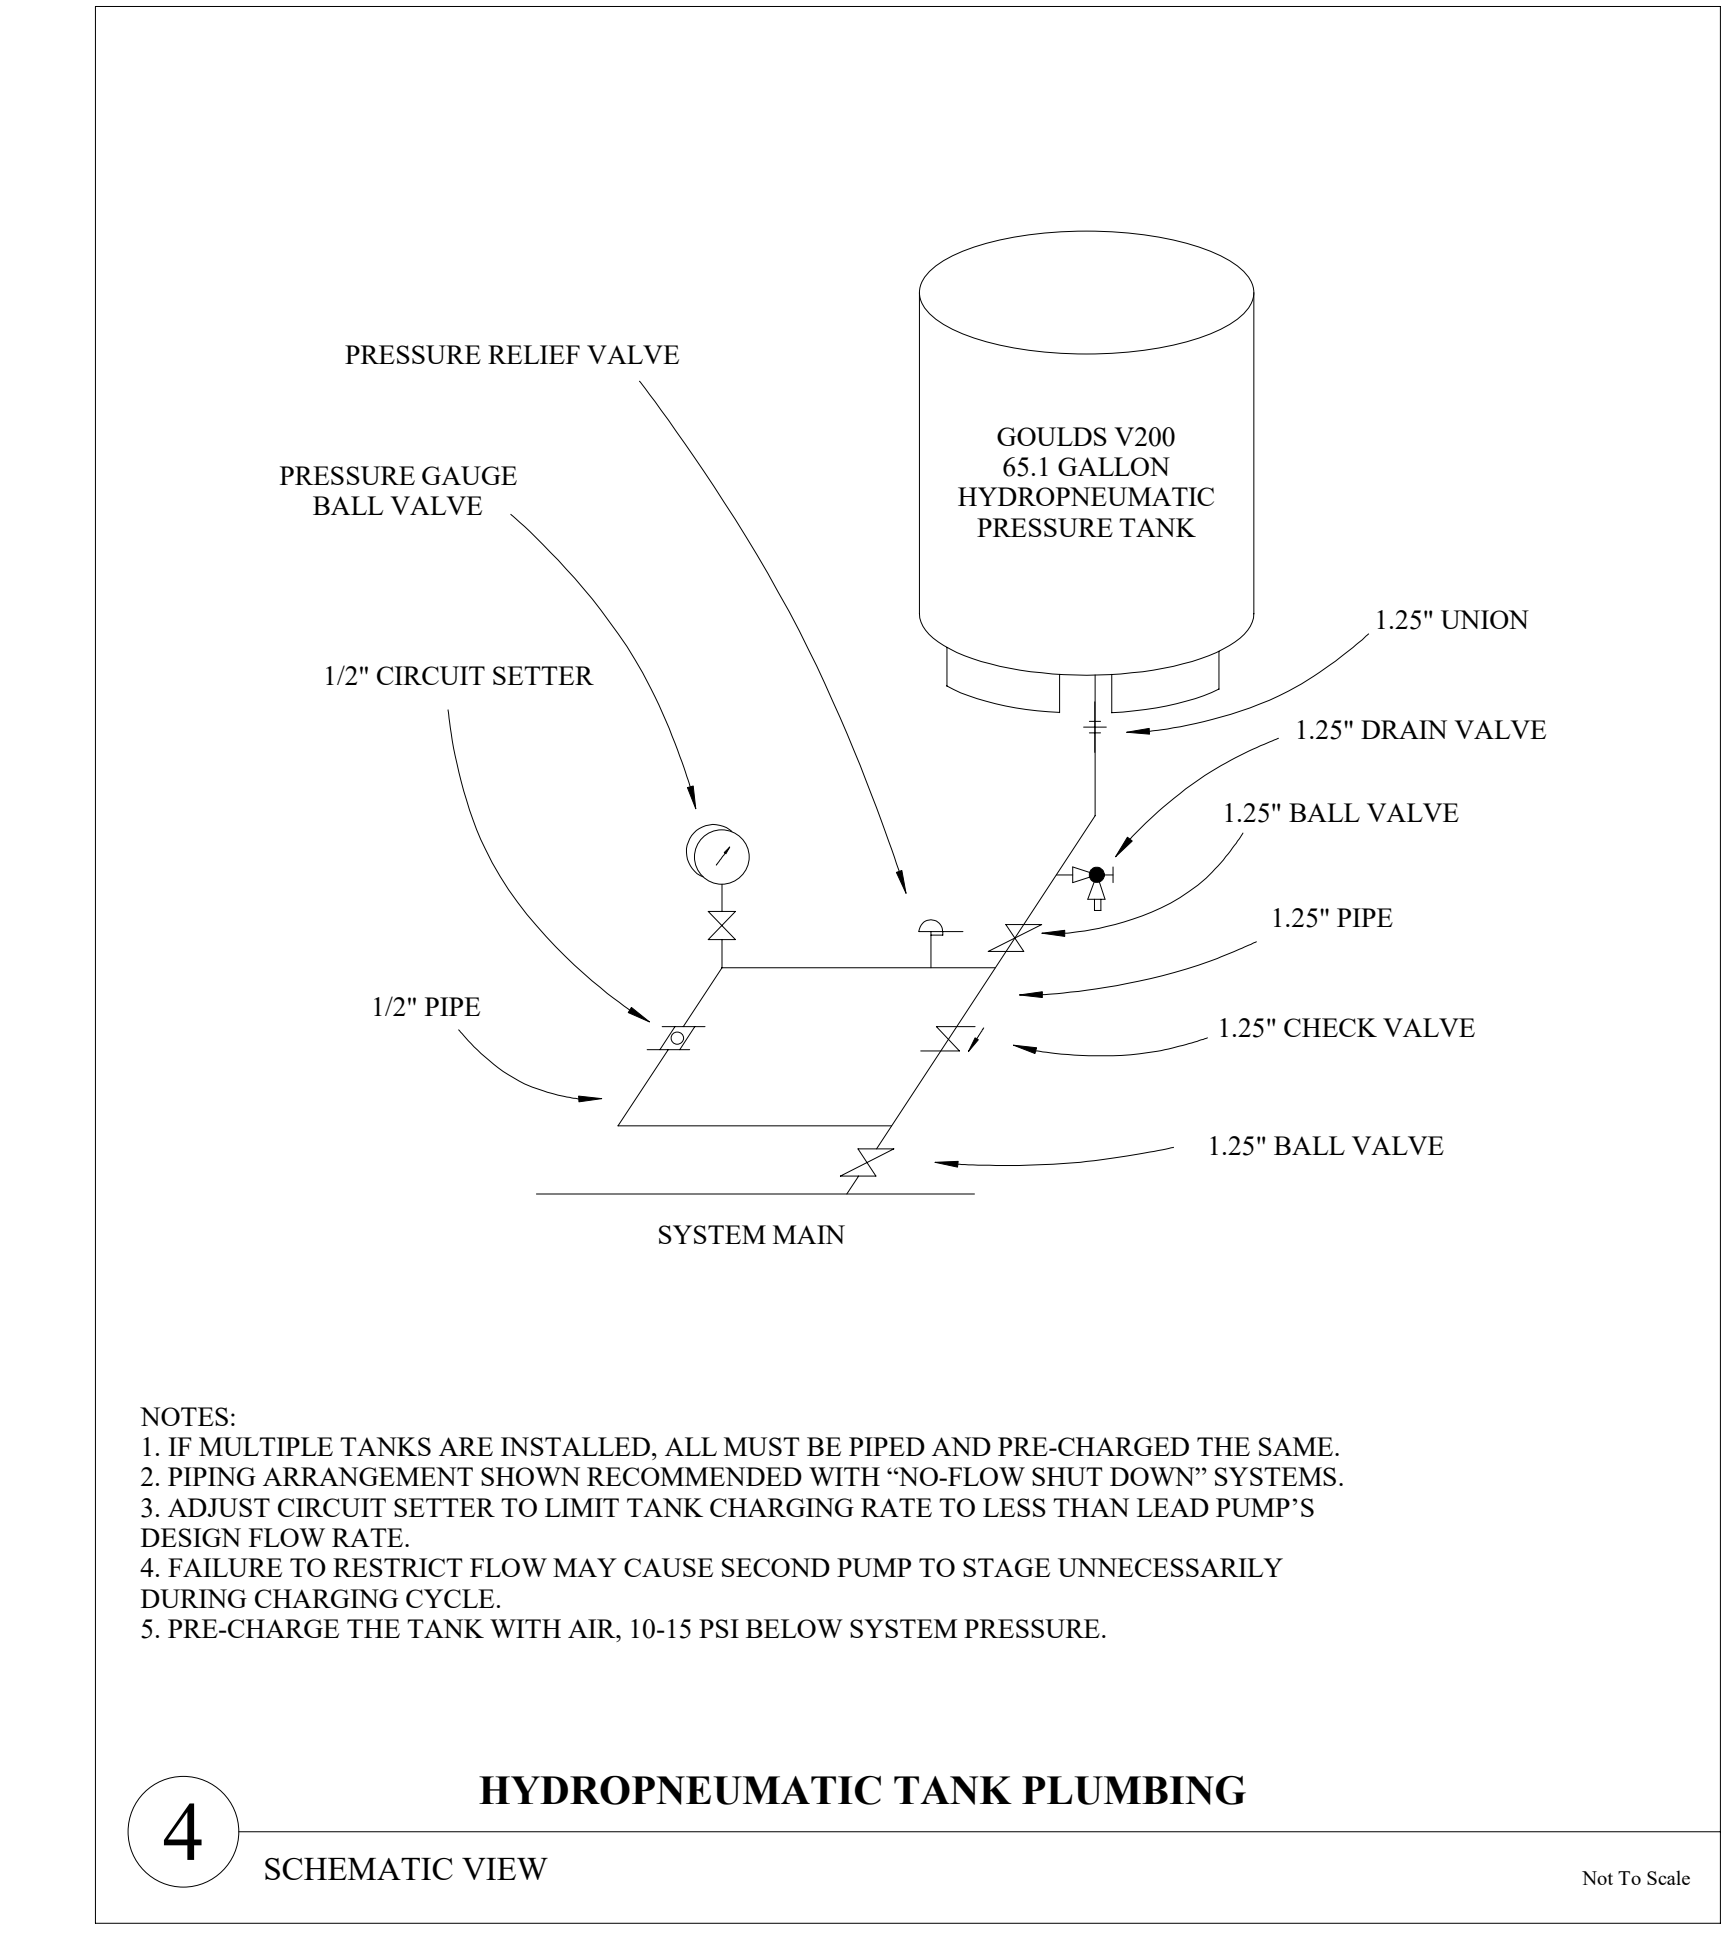 PRESSURE RELIEF VALVE
PRESSURE GAUGE
BALL VALVE
1/2" CIRCUIT SETTER
1/2" PIPE
GOULDS V200
65.1 GALLON
HYDROPNEUMATIC
PRESSURE TANK
1.25" UNION
1.25" DRAIN VALVE
1.25" BALL VALVE
1.25" PIPE
1.25" CHECK VALVE
1.25" BALL VALVE
SYSTEM MAIN
NOTES:
1. IF MULTIPLE TANKS ARE INSTALLED, ALL MUST BE PIPED AND PRE-CHARGED THE SAME.
2. PIPING ARRANGEMENT SHOWN RECOMMENDED WITH “NO-FLOW SHUT DOWN” SYSTEMS.
3. ADJUST CIRCUIT SETTER TO LIMIT TANK CHARGING RATE TO LESS THAN LEAD PUMP’S
DESIGN FLOW RATE.
4. FAILURE TO RESTRICT FLOW MAY CAUSE SECOND PUMP TO STAGE UNNECESSARILY
DURING CHARGING CYCLE.
5. PRE-CHARGE THE TANK WITH AIR, 10-15 PSI BELOW SYSTEM PRESSURE.
HYDROPNEUMATIC TANK PLUMBING
4
SCHEMATIC VIEW
Not To Scale